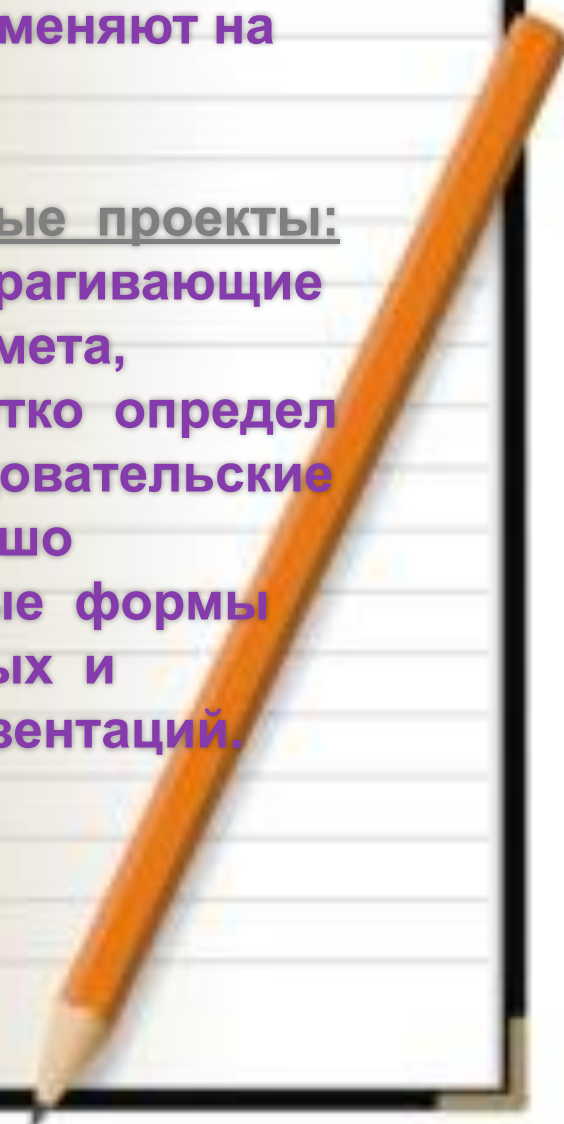 меняют на
ые проекты:
рагивающие
мета,
тко определ
овательские
шо
ые формы
ых и
зентаций.